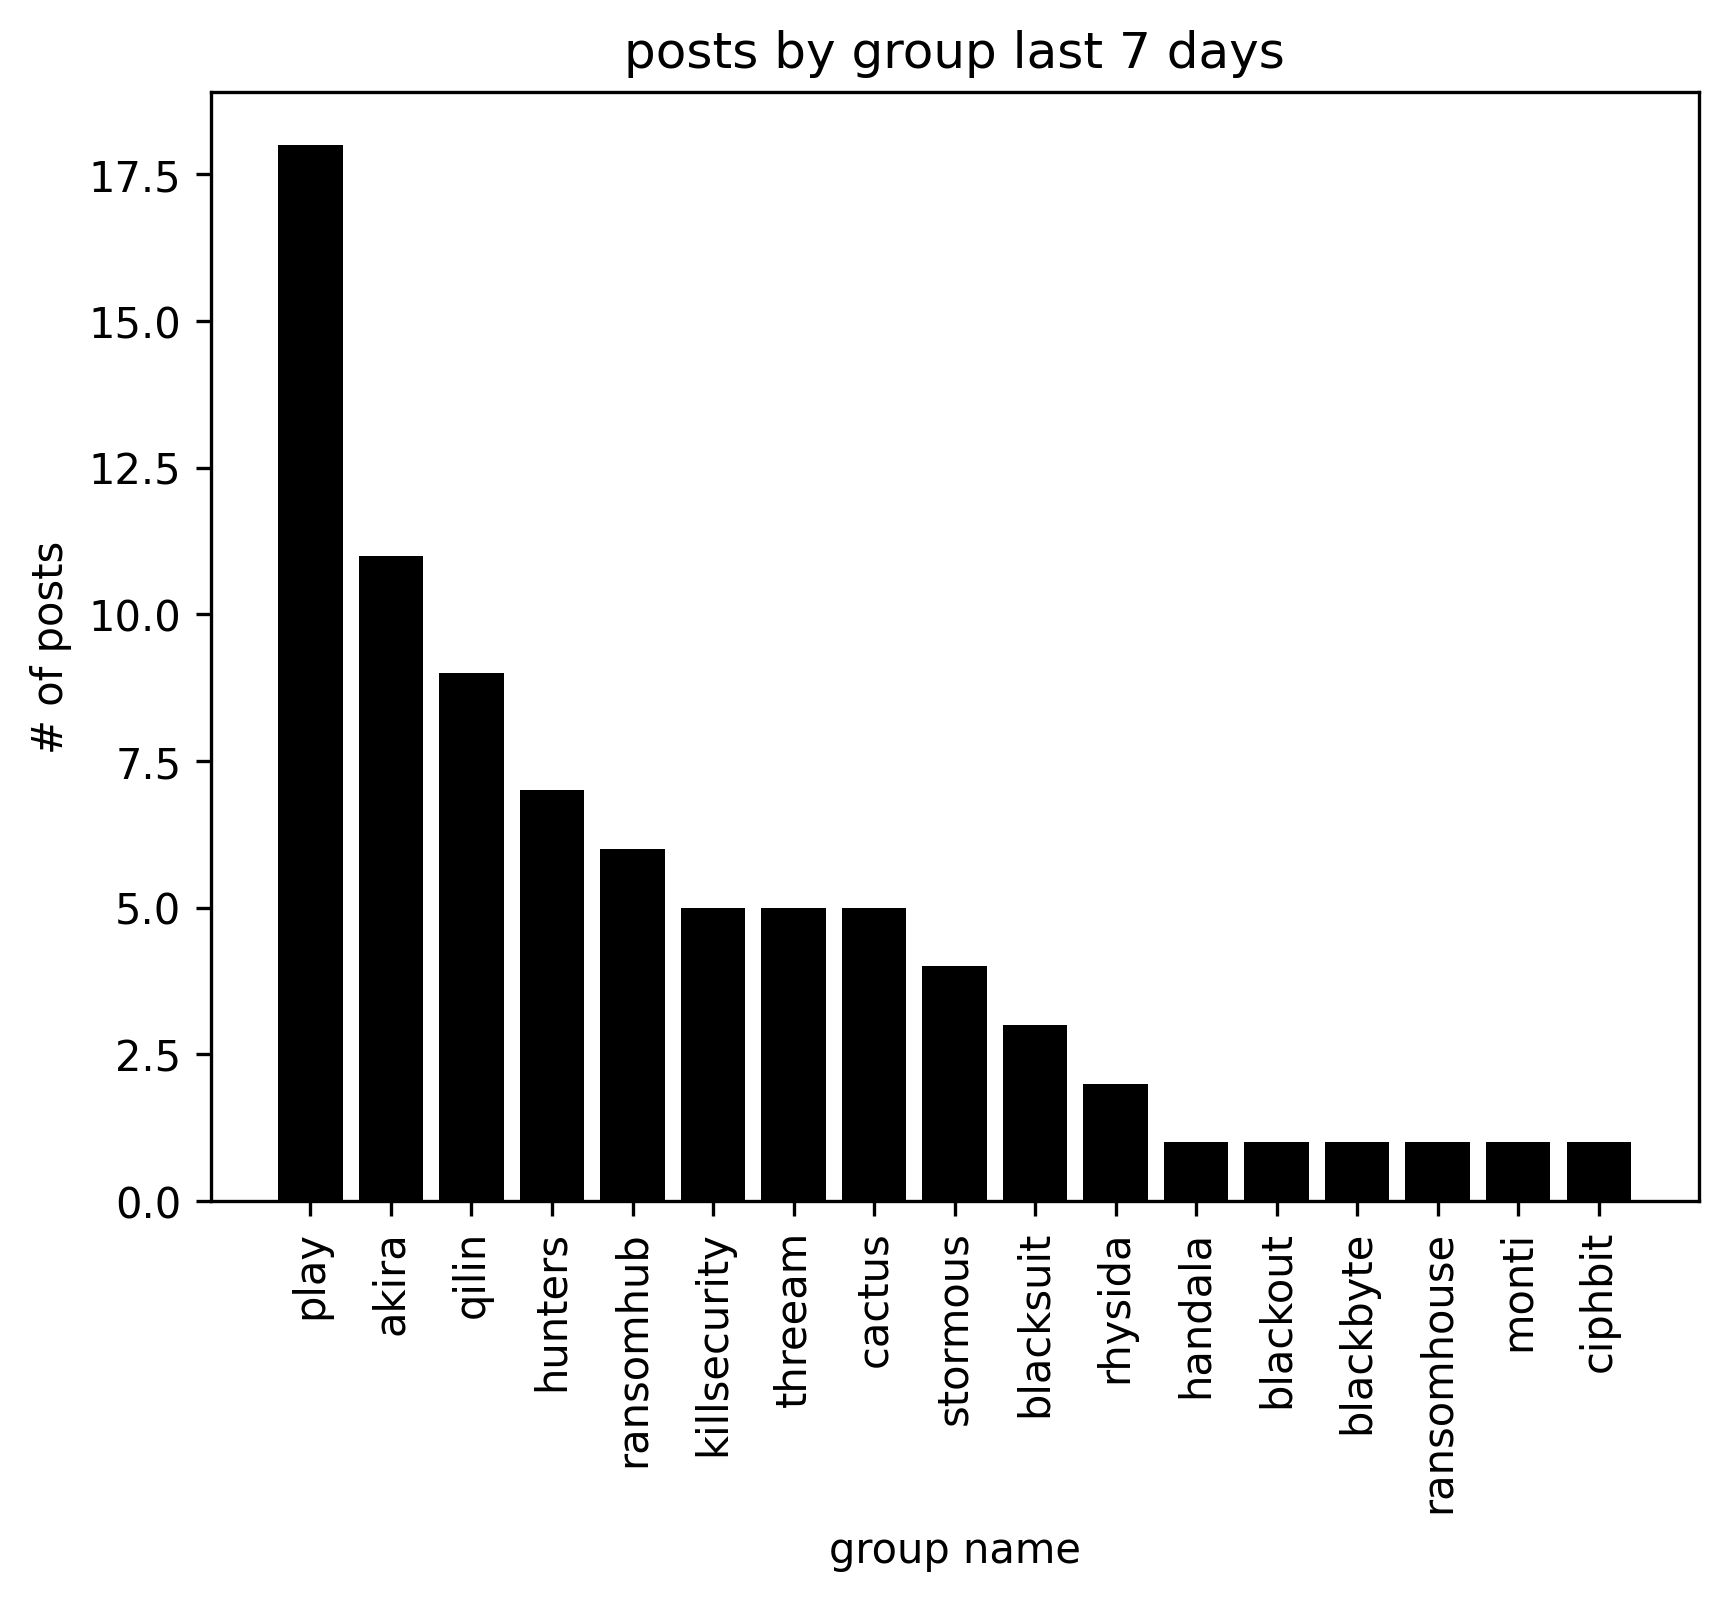 posts by group last 7 days
# of posts
17.5
15.0
12.5
10.0
7.5
5.0
2.5
0.0
play
akira
qilin
hunters
ransomhub
killsecurity
threeam
cactus
stormous
blacksuit
rhysida
handala
blackout
blackbyte
ransomhouse
monti
ciphbit
group name